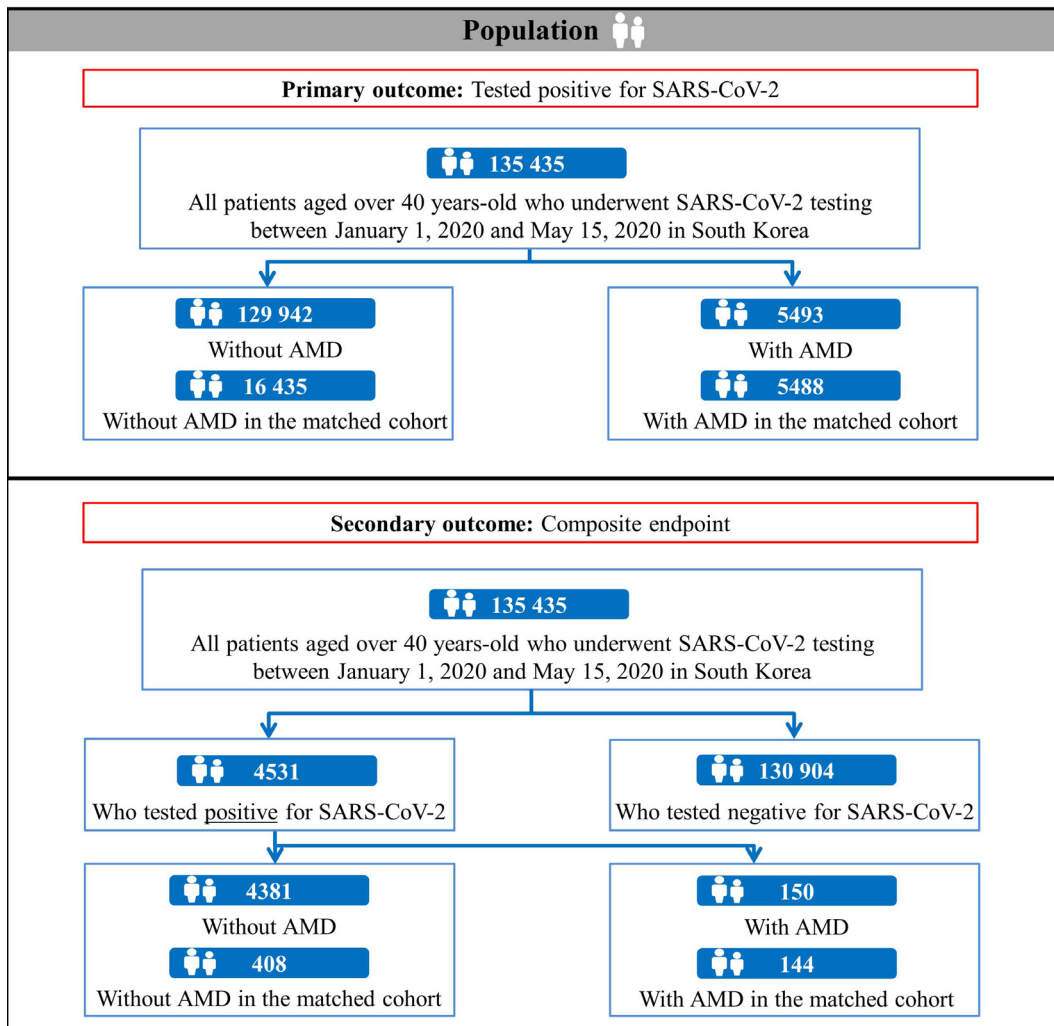 Population
Primary outcome: Tested positive for SARS-CoV-2
135 435
All patients aged over 40 years-old who underwent SARS-CoV-2 testing
between January 1, 2020 and May 15, 2020 in South Korea
129 942
Without AMD
16 435
Without AMD in the matched cohort
5493
With AMD
5488
With AMD in the matched cohort
Secondary outcome: Composite endpoint
135 435
All patients aged over 40 years-old who underwent SARS-CoV-2 testing
between January 1, 2020 and May 15, 2020 in South Korea
4531
Who tested positive for SARS-CoV-2
130 904
Who tested negative for SARS-CoV-2
4381
Without AMD
408
Without AMD in the matched cohort
150
With AMD
144
With AMD in the matched cohort